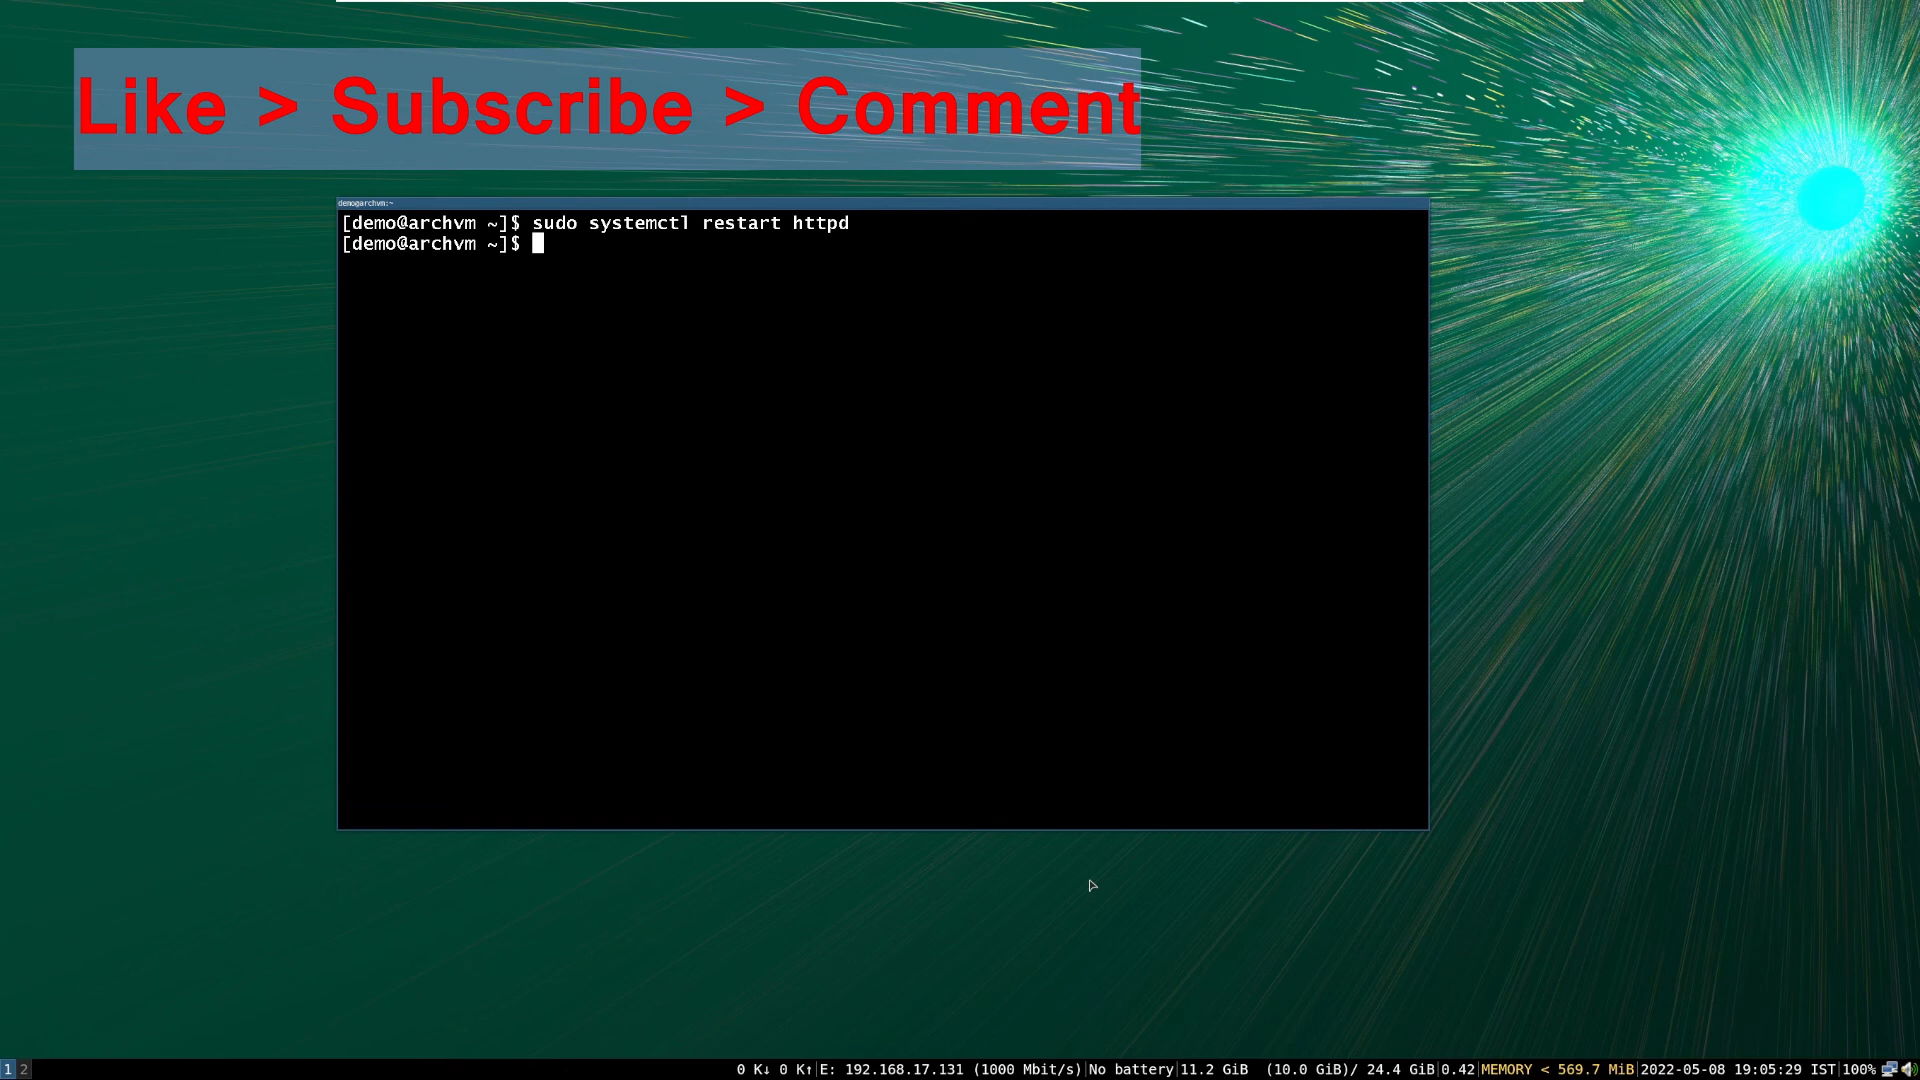 Like > Subscribe > Comment
demo@archvm:~
[demo@archvm ~]$ sudo systemctl restart httpd
[demo@archvm ~]$
1 2 0 K↓ 0 K↑|E: 192.168.17.131 (1000 Mbit/s)|No battery|11.2 GiB (10.0 GiB)/ 24.4 GiB|0.42|MEMORY < 569.7 MiB|2022-05-08 19:05:29 IST|100%